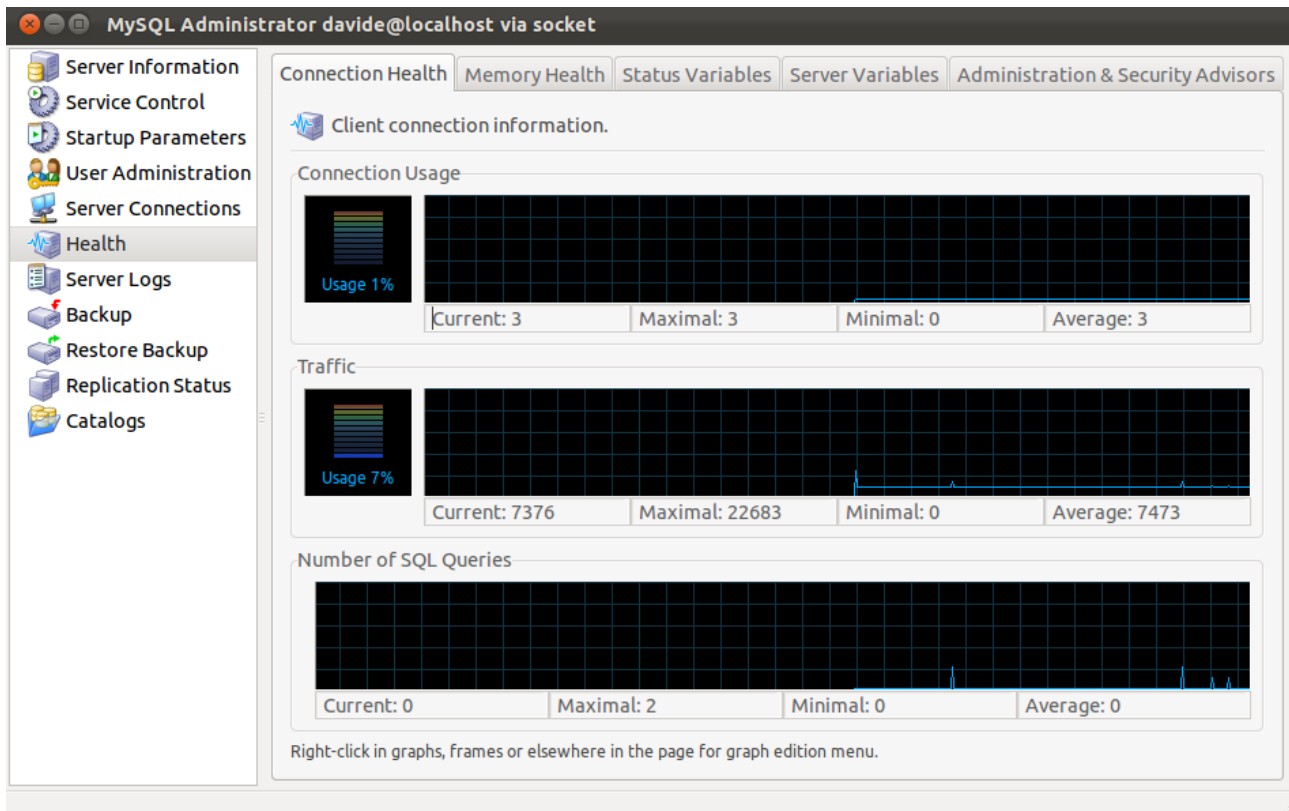 MySQL Administrator davide@localhost via socket
Server Information
Service Control
Startup Parameters
User Administration
Server Connections
Health
Server Logs
Backup
Restore Backup
Replication Status
Catalogs
Connection Health Memory Health Status Variables Server Variables Administration & Security Advisors
Client connection information.
Connection Usage
Usage 1%
Current: 3 Maximal: 3 Minimal: 0 Average: 3
Traffic
Usage 7%
Current: 7376 Maximal: 22683 Minimal: 0 Average: 7473
Number of SQL Queries
Current: 0 Maximal: 2 Minimal: 0 Average: 0
Right-click in graphs, frames or elsewhere in the page for graph edition menu.